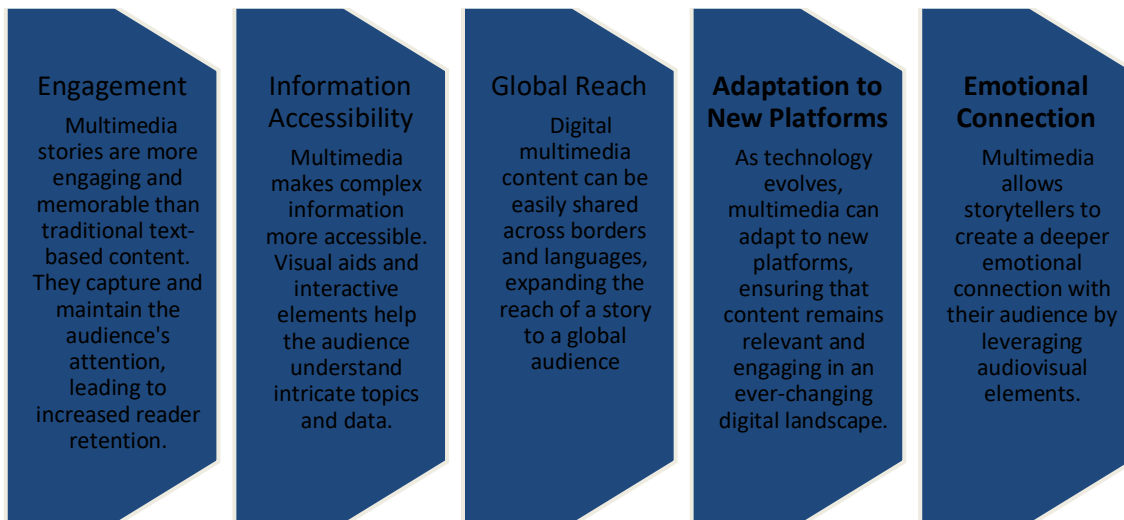 Engagement
Multimedia
stories are more
engaging and
memorable than
traditional text-
based content.
They capture and
maintain the
audience's
attention,
leading to
increased reader
retention.
Information
Accessibility
Multimedia
makes complex
information
more accessible.
Visual aids and
interactive
elements help
the audience
understand
intricate topics
and data.
Global Reach
Digital
multimedia
content can be
easily shared
across borders
and languages,
expanding the
reach of a story
to a global
audience
Adaptation to
New Platforms
As technology
evolves,
multimedia can
adapt to new
platforms,
ensuring that
content remains
relevant and
engaging in an
ever-changing
digital landscape.
Emotional
Connection
Multimedia
allows
storytellers to
create a deeper
emotional
connection with
their audience by
leveraging
audiovisual
elements.